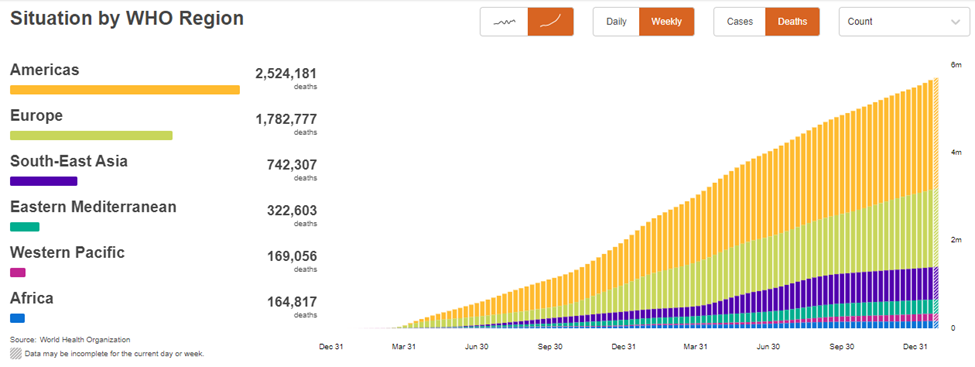 Situation by WHO Region
Daily
Weekly
Cases
Deaths
Count
Americas
2,524,181
deaths
Europe
1,782,777
deaths
South-East Asia
742,307
deaths
Eastern Mediterranean
322,603
deaths
Western Pacific
169,056
deaths
Africa
164,817
deaths
Source: World Health Organization
Data may be incomplete for the current day or week.
6m
4m
2m
0
Dec 31
Mar 31
Jun 30
Sep 30
Dec 31
Mar 31
Jun 30
Sep 30
Dec 31